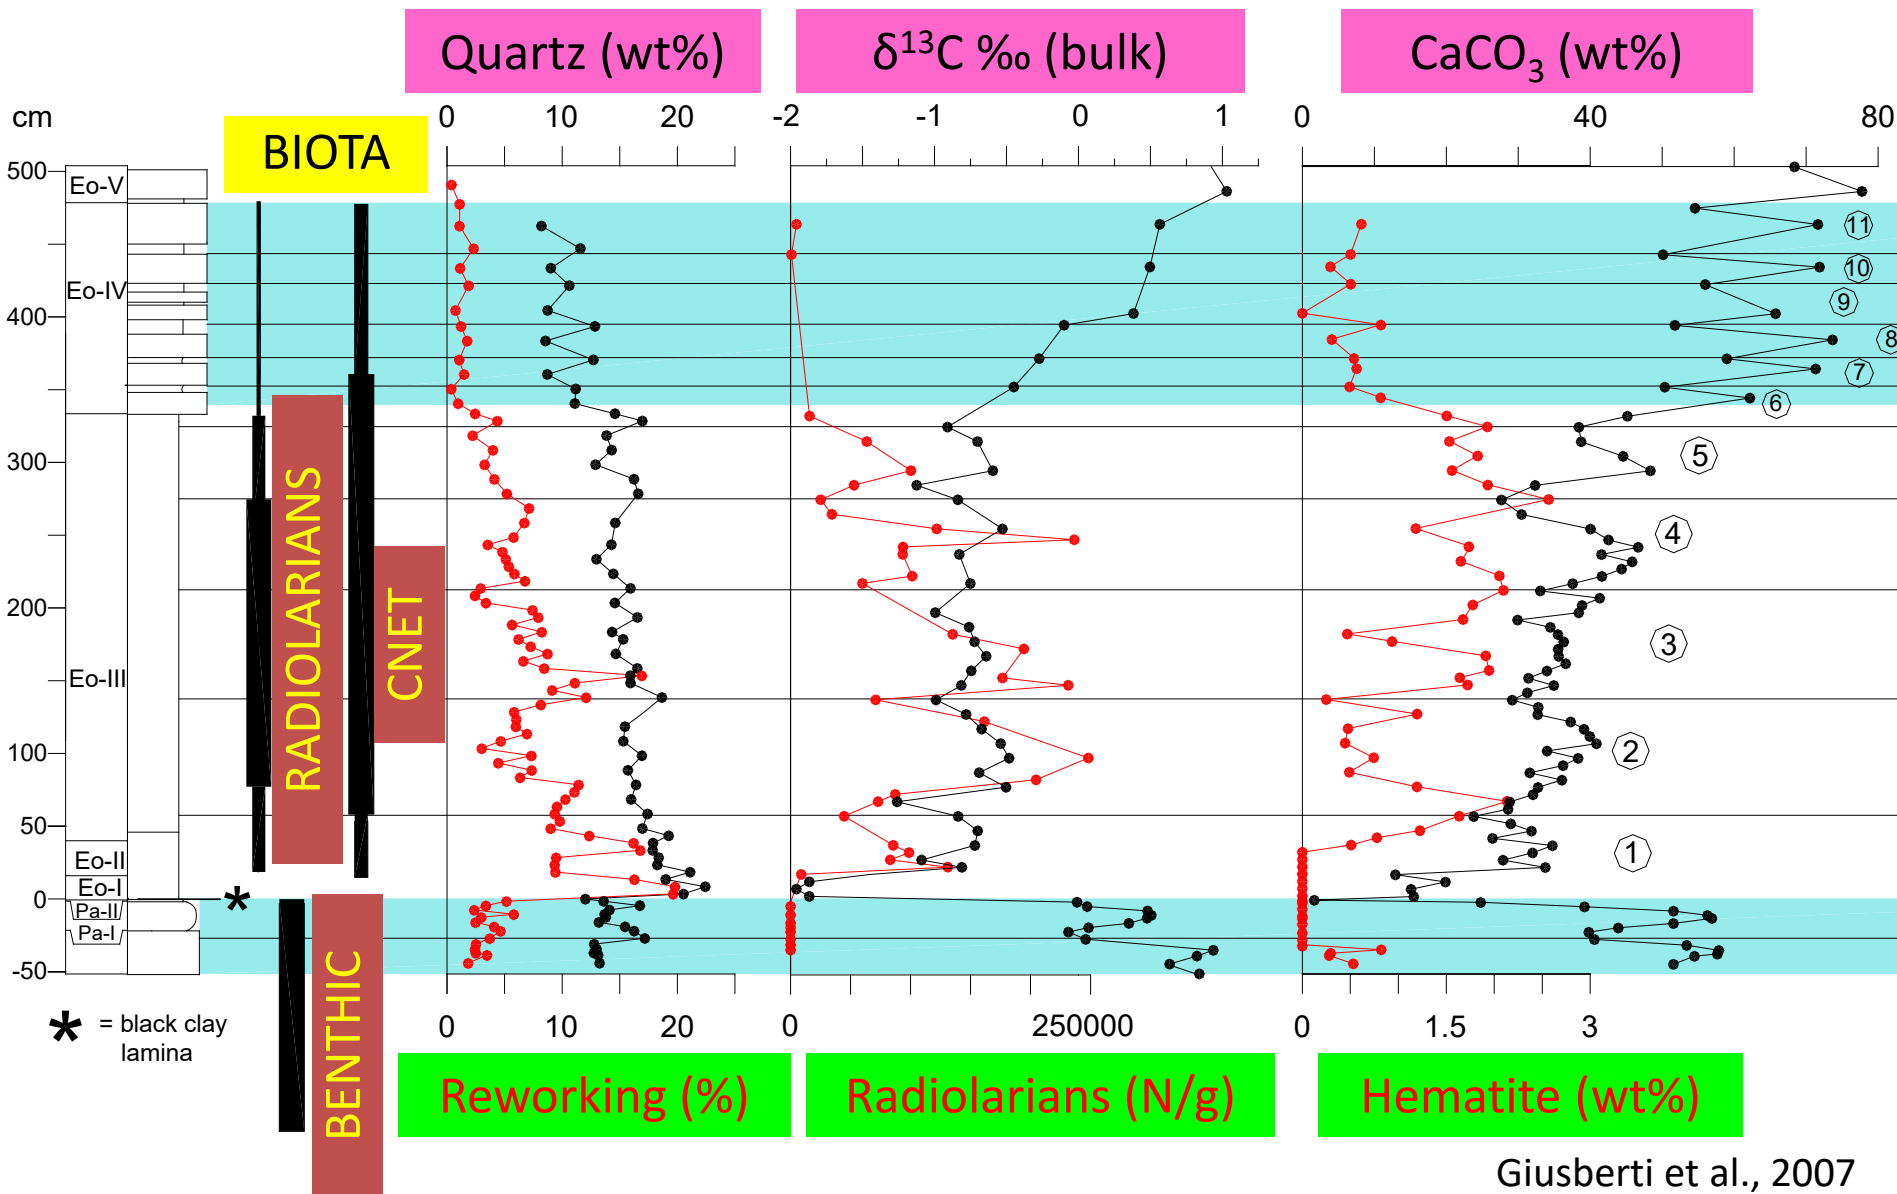 Quartz (wt%)
δ¹³C ‰ (bulk)
CaCO₃ (wt%)
cm
0 10 20
-2 -1 0 1
0 40 80
BIOTA
500
400
300
200
100
50
0
-50
Eo-V
Eo-IV
Eo-III
Eo-II
Eo-I
Pa-II
Pa-I
RADIOLARIANS
CNET
BENTHIC
*
11
10
9
8
7
6
5
4
3
2
1
* = black clay
lamina
0 10 20
0 250000
0 1.5 3
Reworking (%)
Radiolarians (N/g)
Hematite (wt%)
Giusberti et al., 2007